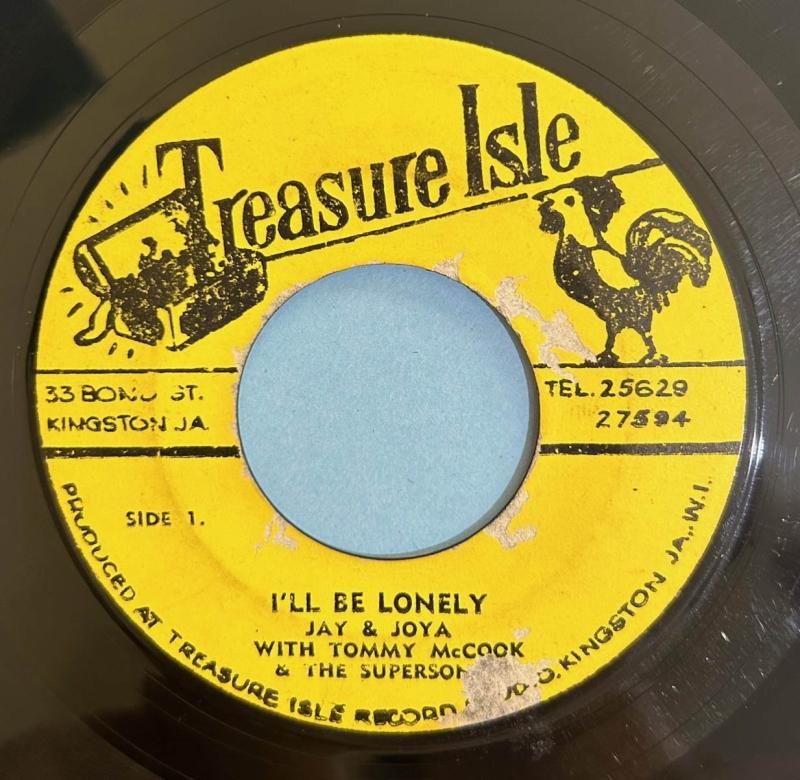 Treasure Isle
33 BOND ST.
KINGSTON JA.
TEL. 25629
27594
SIDE 1.
I'LL BE LONELY
JAY & JOYA
WITH TOMMY McCOOK
& THE SUPERSON
PRODUCED AT TREASURE ISLE RECORD KINGSTON JA., W.I.